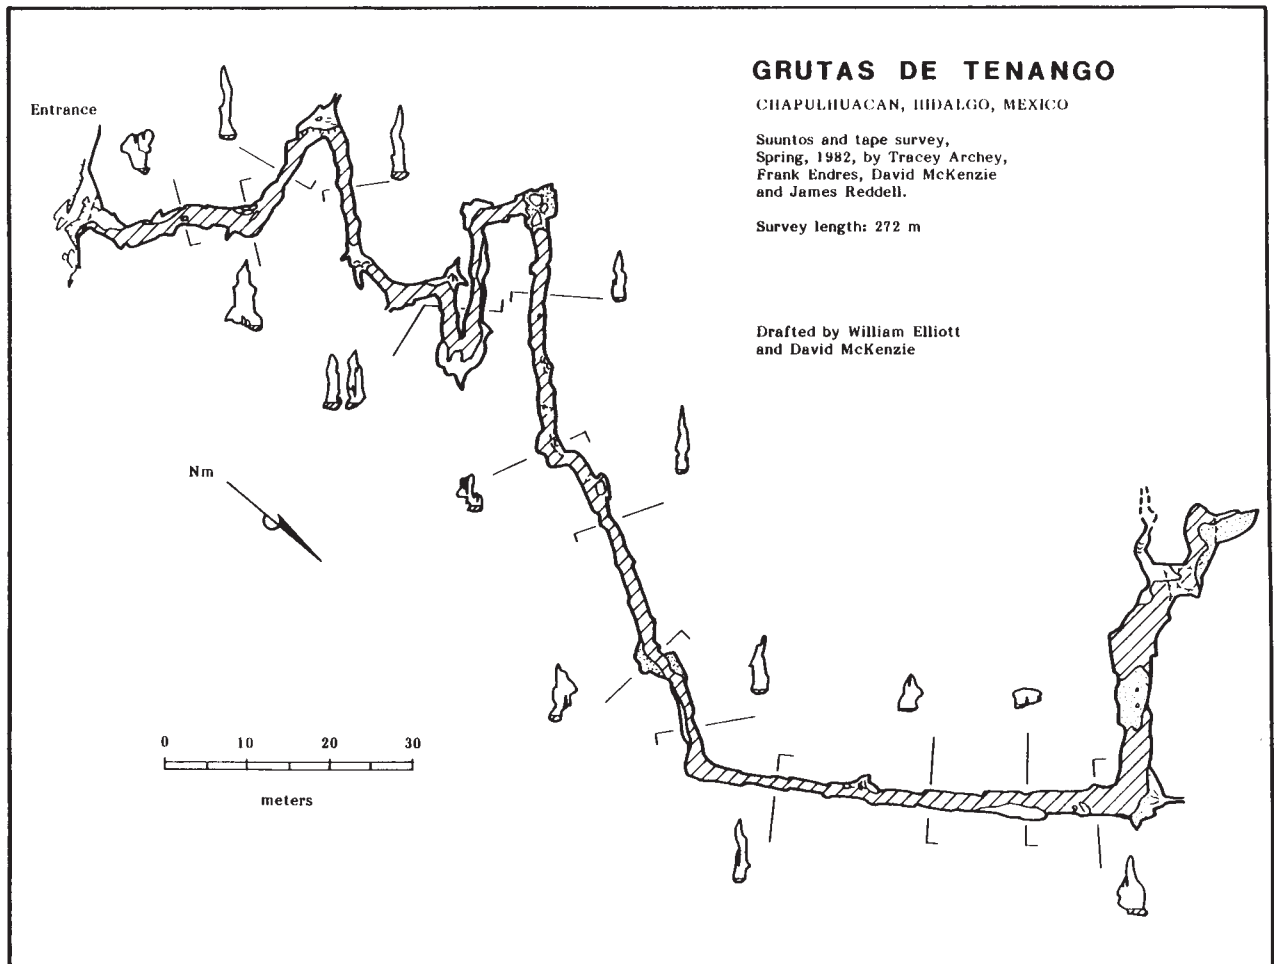 GRUTAS DE TENANGO
CHAPULHUACAN, HIDALGO, MEXICO
Suuntos and tape survey,
Spring, 1982, by Tracey Archey,
Frank Endres, David McKenzie
and James Reddell.
Survey length: 272 m
Drafted by William Elliott
and David McKenzie
Entrance
Nm
0 10 20 30
meters